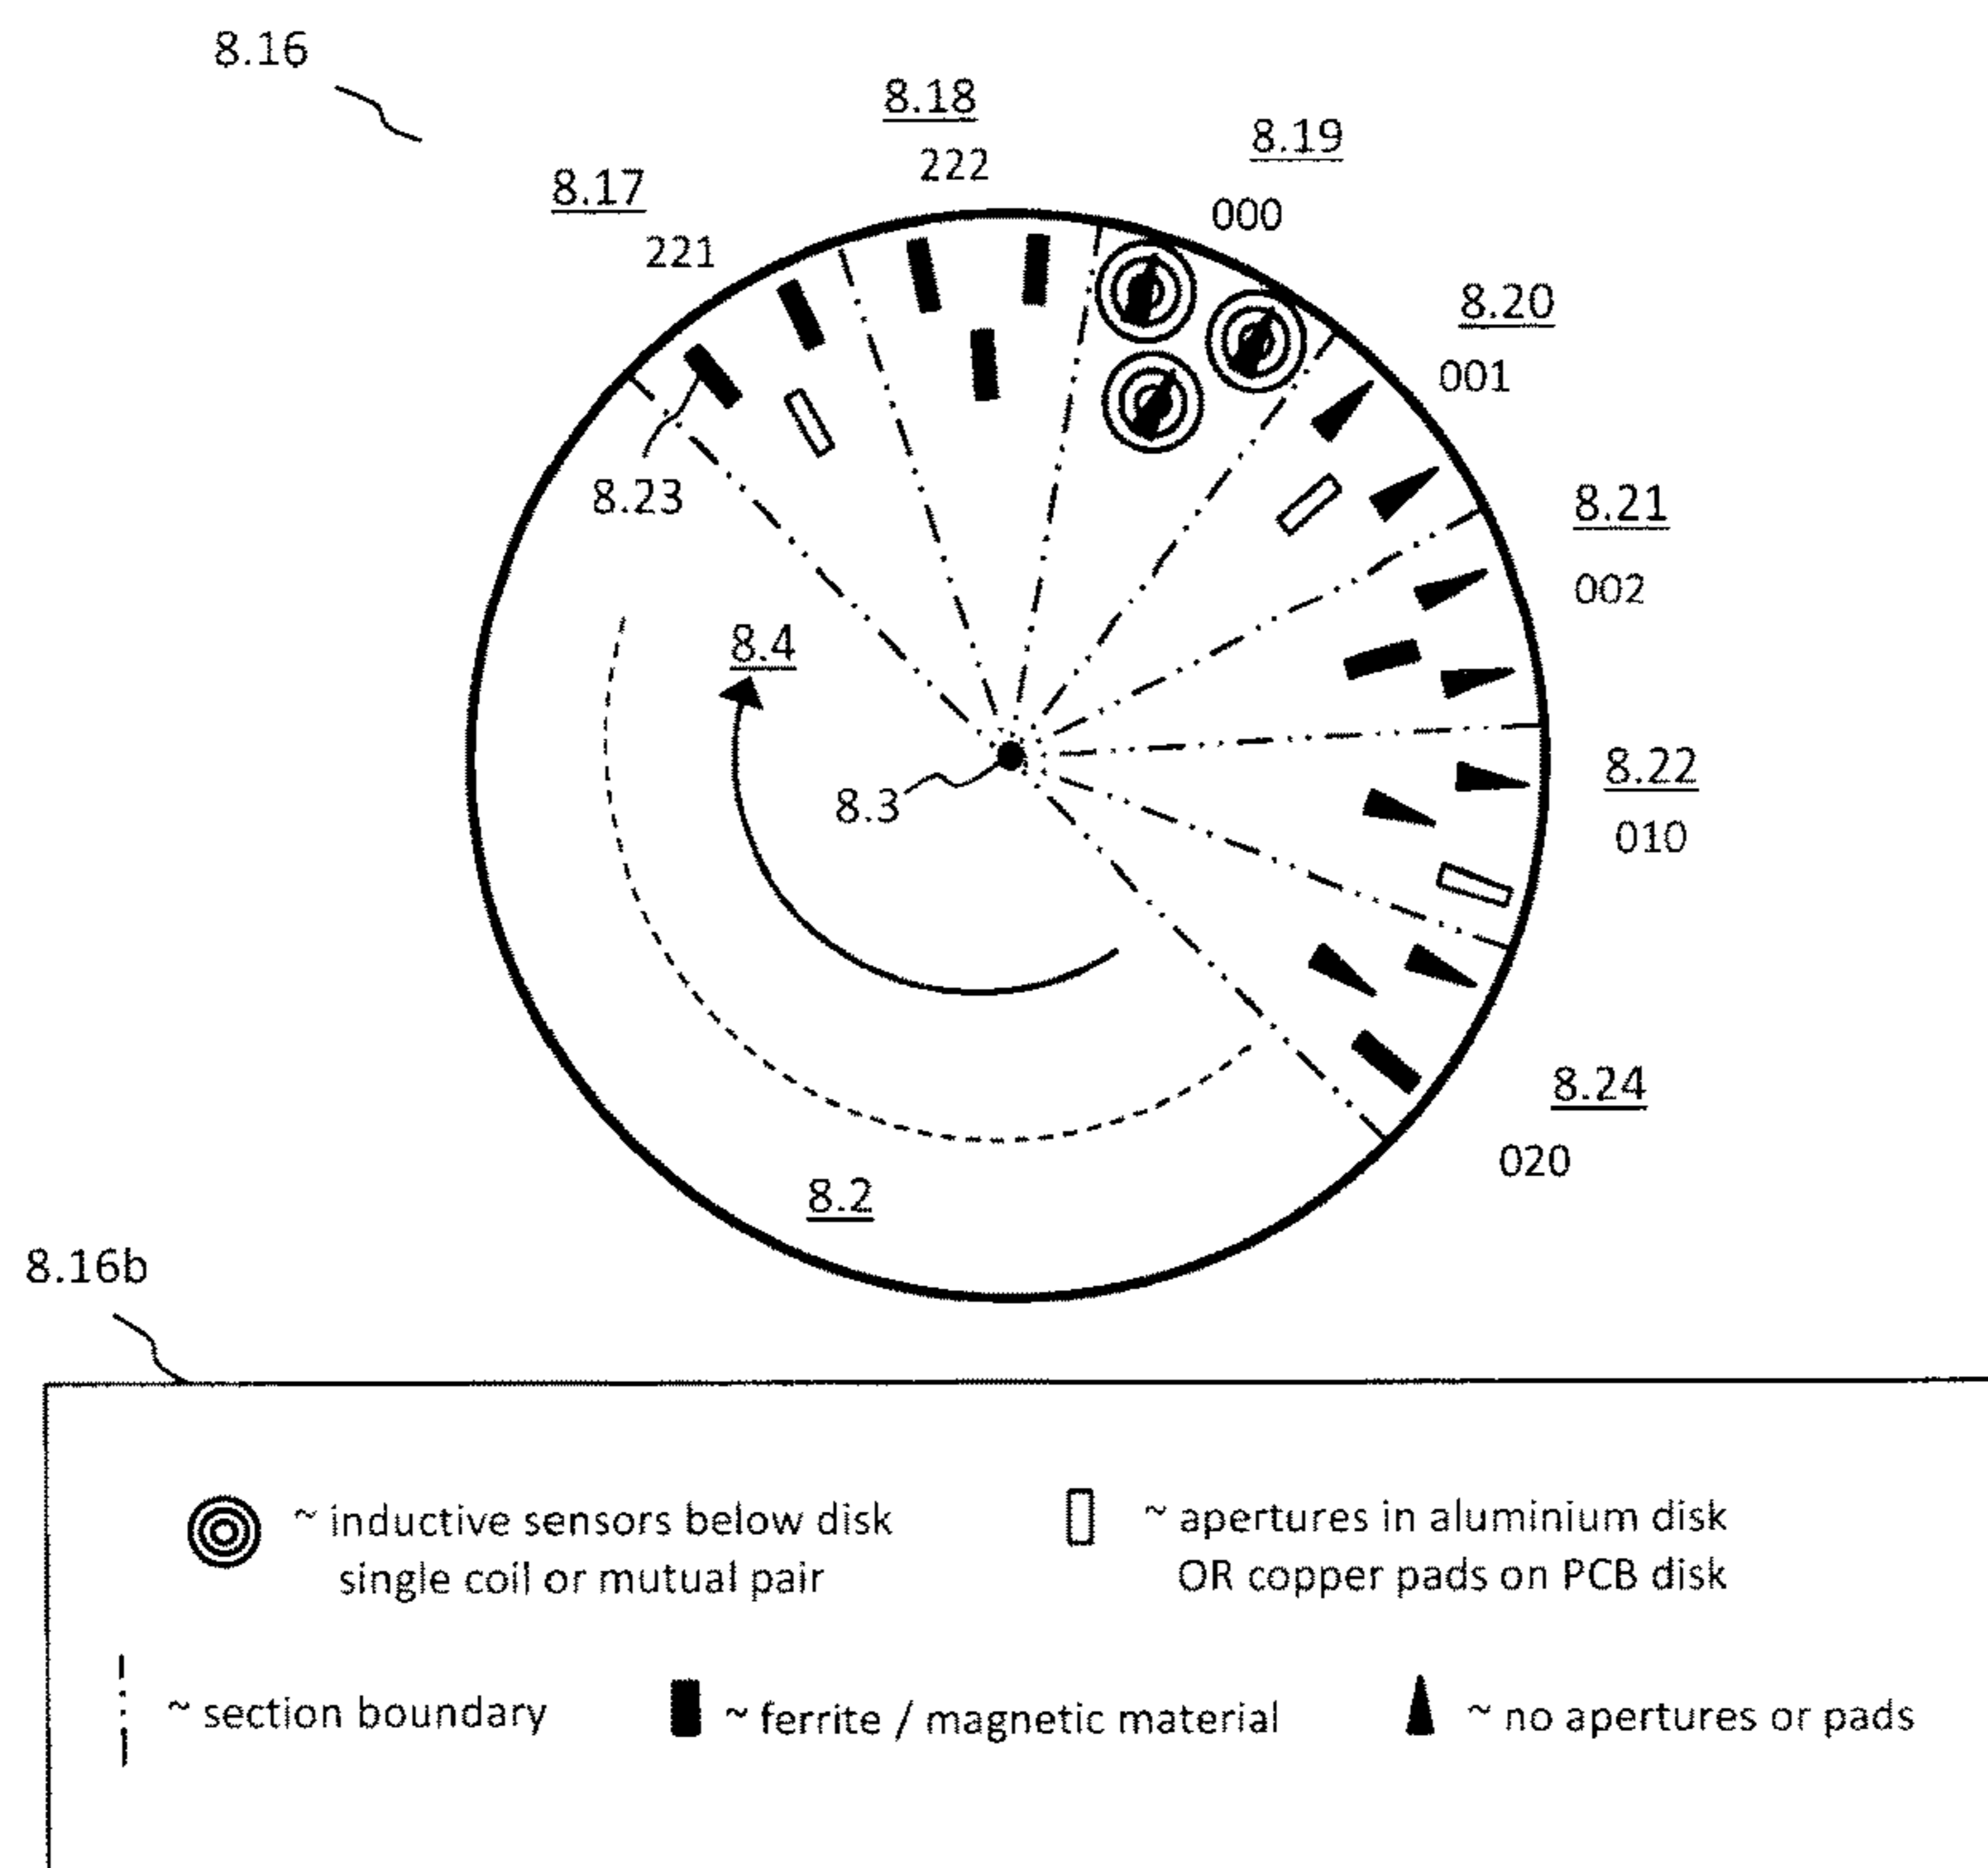 8.16
8.18
222
8.19
000
8.17
221
8.20
001
8.23
8.21
002
8.4
8.3
8.22
010
8.24
020
8.2
8.16b
~ inductive sensors below disk
single coil or mutual pair
~ apertures in aluminium disk
OR copper pads on PCB disk
~ section boundary
~ ferrite / magnetic material
~ no apertures or pads